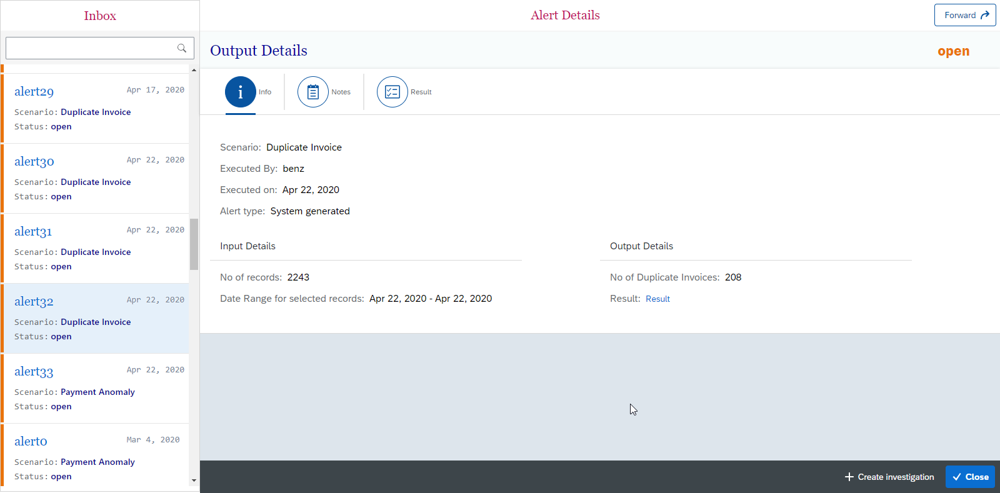 Inbox
alert29
Apr 17, 2020
Scenario: Duplicate Invoice
Status: open
alert30
Apr 22, 2020
Scenario: Duplicate Invoice
Status: open
alert31
Apr 22, 2020
Scenario: Duplicate Invoice
Status: open
alert32
Apr 22, 2020
Scenario: Duplicate Invoice
Status: open
alert33
Apr 22, 2020
Scenario: Payment Anomaly
Status: open
alert0
Mar 4, 2020
Scenario: Payment Anomaly
Status: open
Alert Details
Forward
Output Details
open
Info
Notes
Result
Scenario: Duplicate Invoice
Executed By: benz
Executed on: Apr 22, 2020
Alert type: System generated
Input Details
No of records: 2243
Date Range for selected records: Apr 22, 2020 - Apr 22, 2020
Output Details
No of Duplicate Invoices: 208
Result: Result
Create investigation
Close